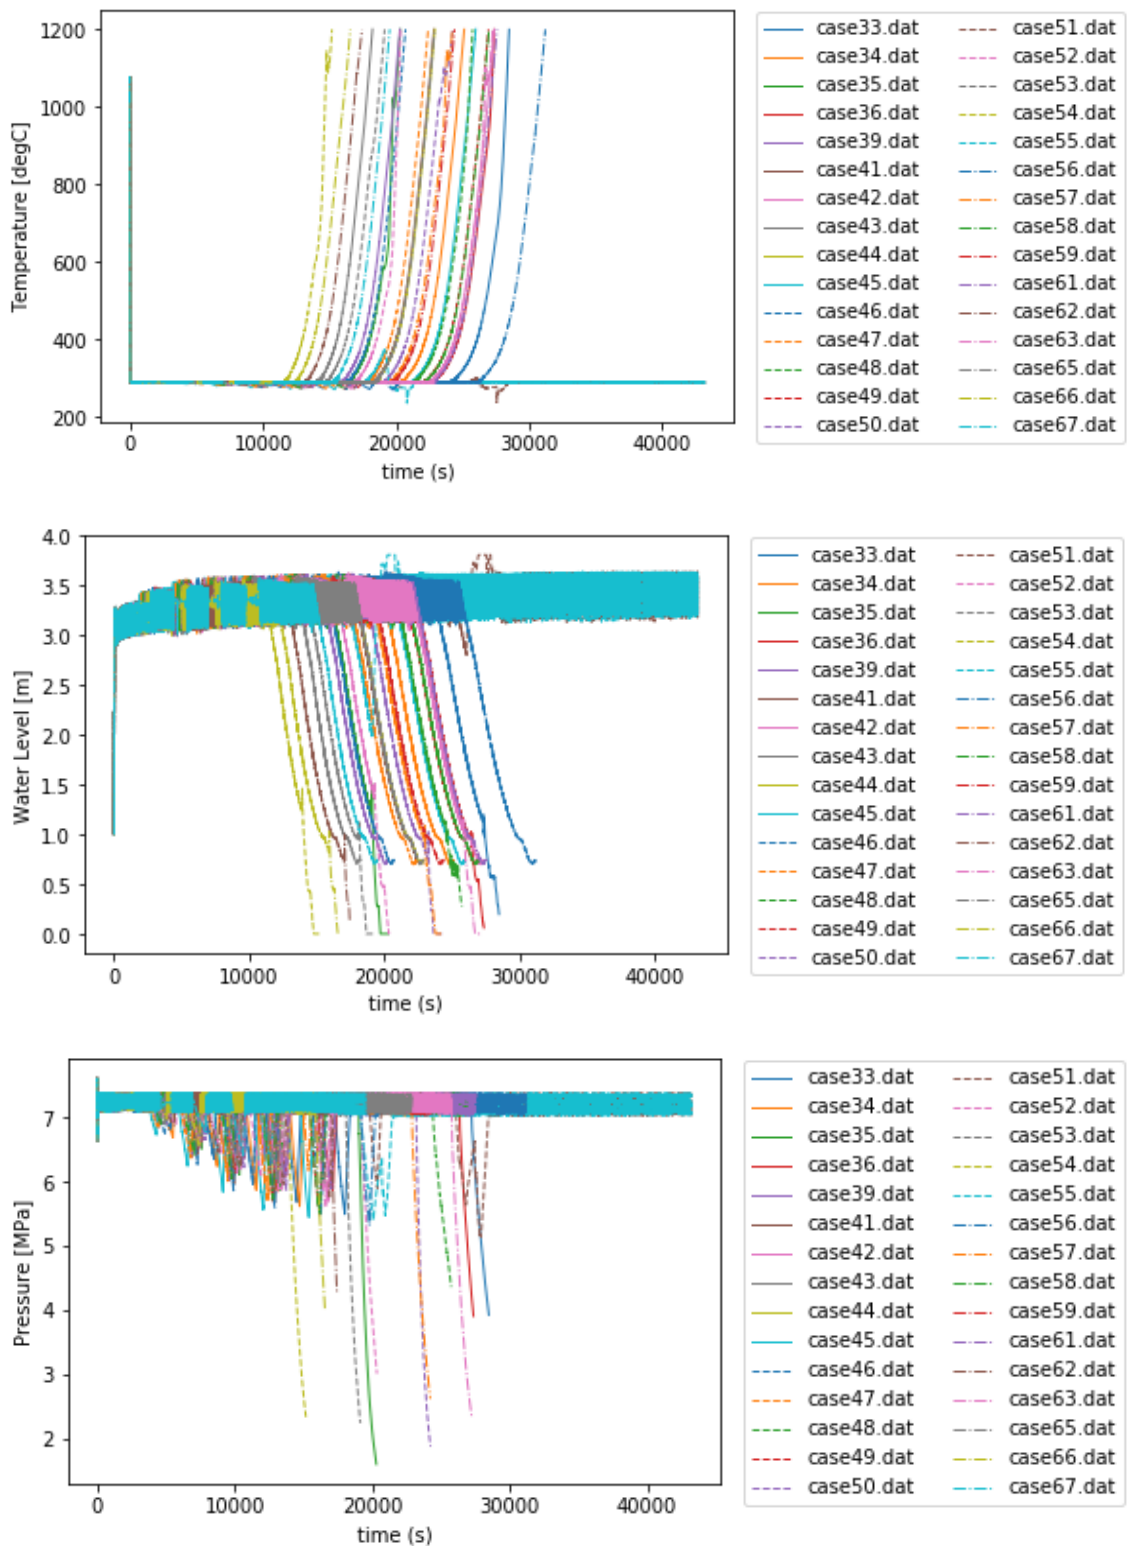 1200
1000
800
600
400
200
Temperature [degC]
0 10000 20000 30000 40000
time (s)
case33.dat case51.dat
case34.dat case52.dat
case35.dat case53.dat
case36.dat case54.dat
case39.dat case55.dat
case41.dat case56.dat
case42.dat case57.dat
case43.dat case58.dat
case44.dat case59.dat
case45.dat case61.dat
case46.dat case62.dat
case47.dat case63.dat
case48.dat case65.dat
case49.dat case66.dat
case50.dat case67.dat
4.0
3.5
3.0
2.5
2.0
1.5
1.0
0.5
0.0
Water Level [m]
0 10000 20000 30000 40000
time (s)
case33.dat case51.dat
case34.dat case52.dat
case35.dat case53.dat
case36.dat case54.dat
case39.dat case55.dat
case41.dat case56.dat
case42.dat case57.dat
case43.dat case58.dat
case44.dat case59.dat
case45.dat case61.dat
case46.dat case62.dat
case47.dat case63.dat
case48.dat case65.dat
case49.dat case66.dat
case50.dat case67.dat
7
6
5
4
3
2
Pressure [MPa]
0 10000 20000 30000 40000
time (s)
case33.dat case51.dat
case34.dat case52.dat
case35.dat case53.dat
case36.dat case54.dat
case39.dat case55.dat
case41.dat case56.dat
case42.dat case57.dat
case43.dat case58.dat
case44.dat case59.dat
case45.dat case61.dat
case46.dat case62.dat
case47.dat case63.dat
case48.dat case65.dat
case49.dat case66.dat
case50.dat case67.dat